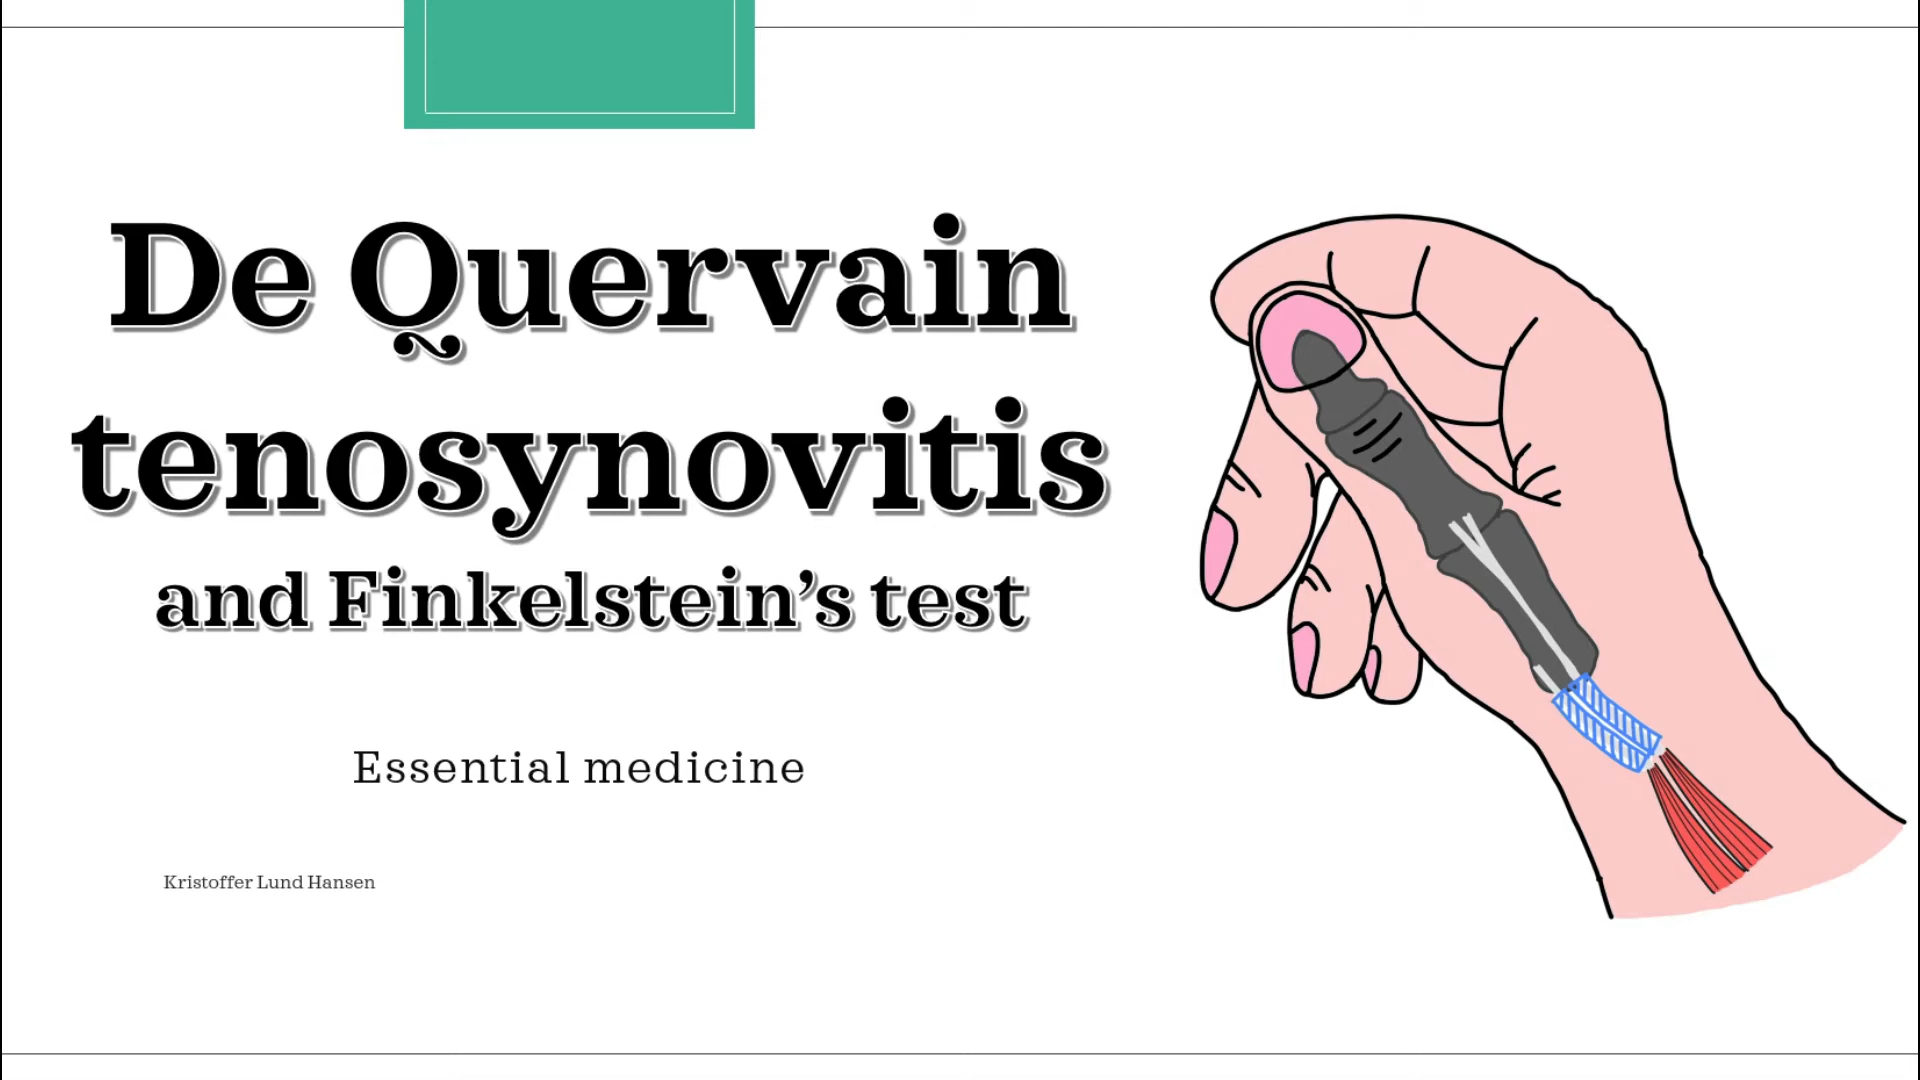 De Quervain
tenosynovitis
and Finkelstein’s test
Essential medicine
Kristoffer Lund Hansen